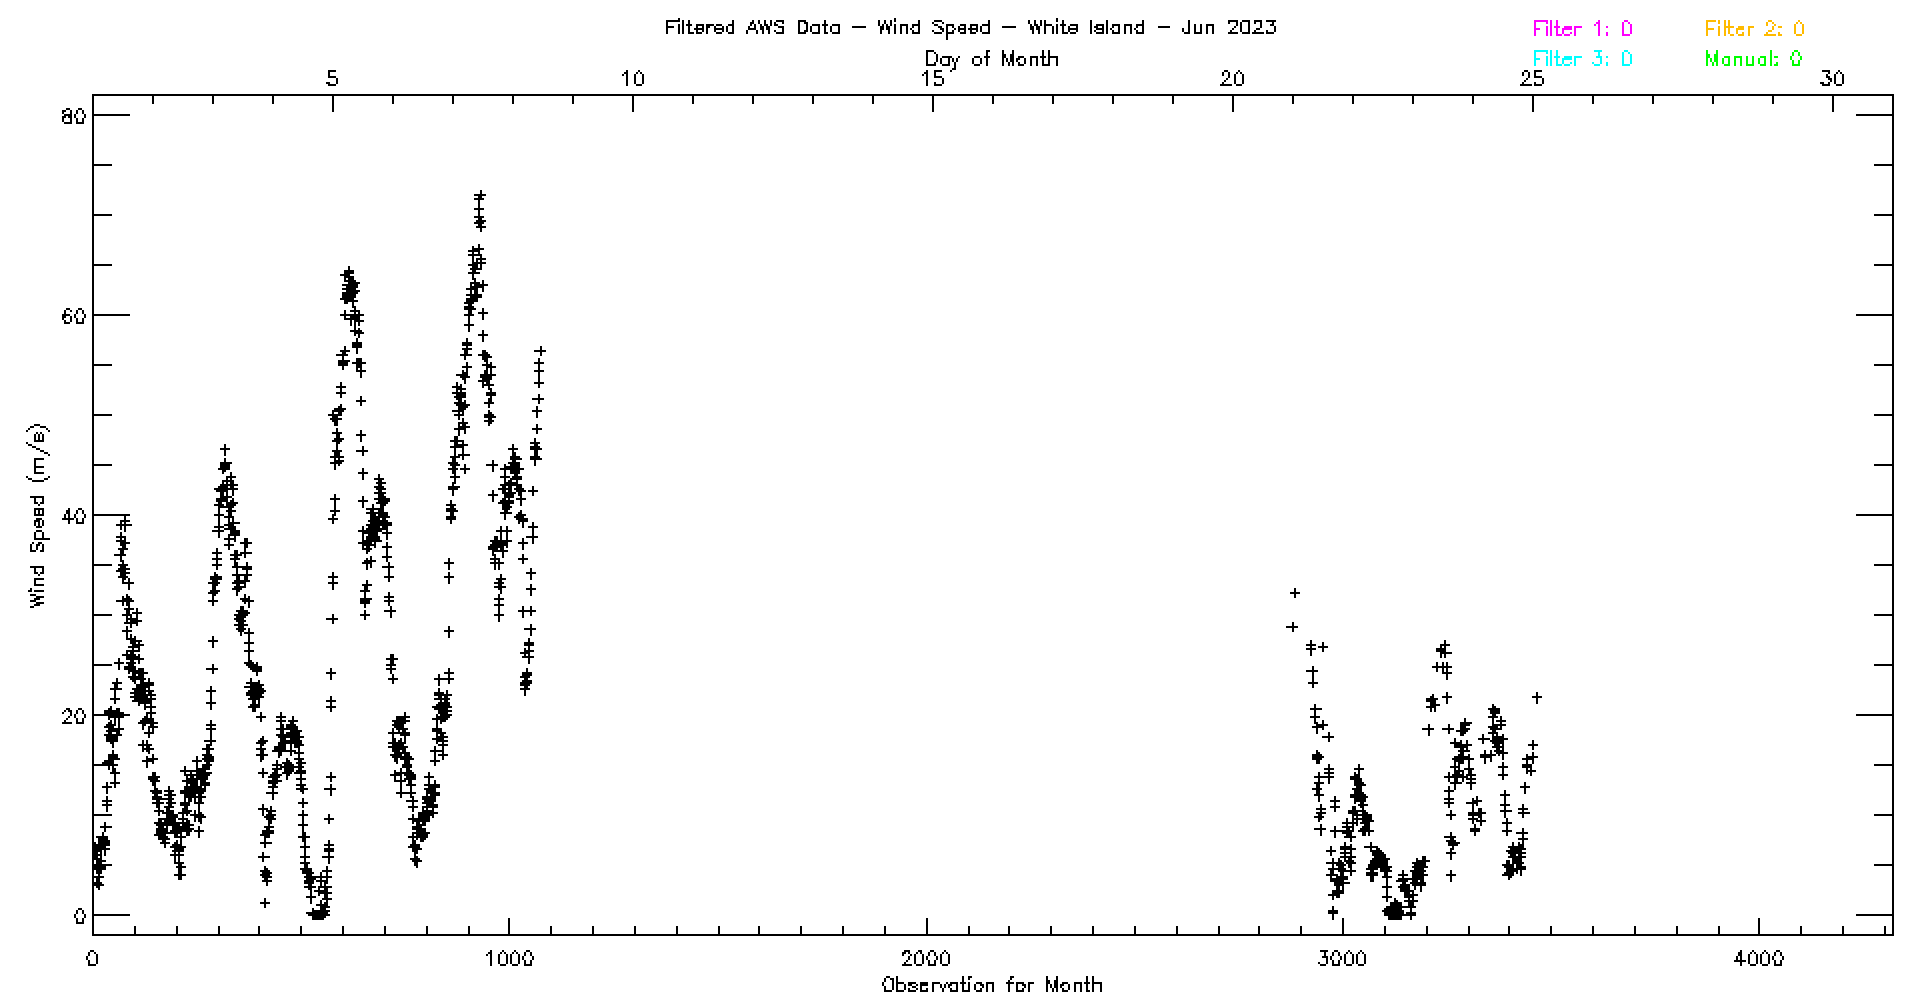 Filtered AWS Data - Wind Speed - White Island - Jun 2023
Filter 1: 0
Filter 2: 0
Day of Month
Filter 3: 0
Manual: 0
5 10 15 20 25 30
80
60
40
20
0
Wind Speed (m/s)
0 1000 2000 3000 4000
Observation for Month